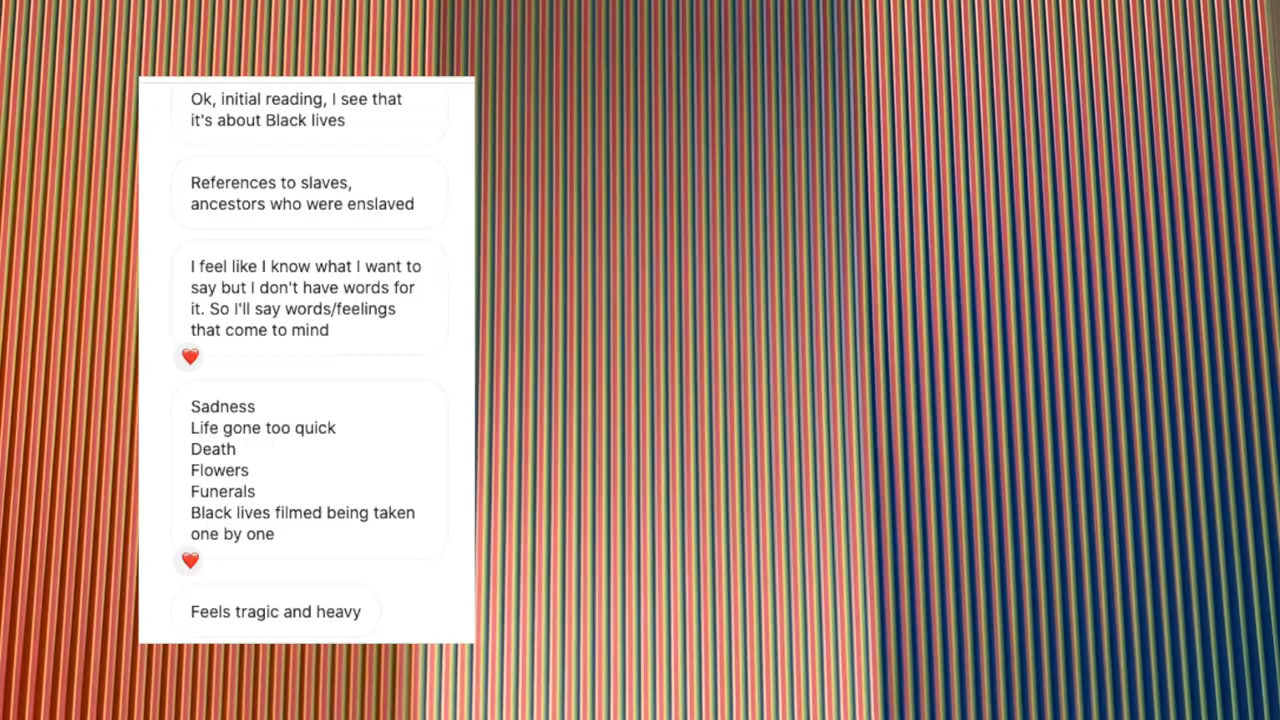 Ok, initial reading, I see that
it's about Black lives
References to slaves,
ancestors who were enslaved
I feel like I know what I want to
say but I don't have words for
it. So I'll say words/feelings
that come to mind
Sadness
Life gone too quick
Death
Flowers
Funerals
Black lives filmed being taken
one by one
Feels tragic and heavy